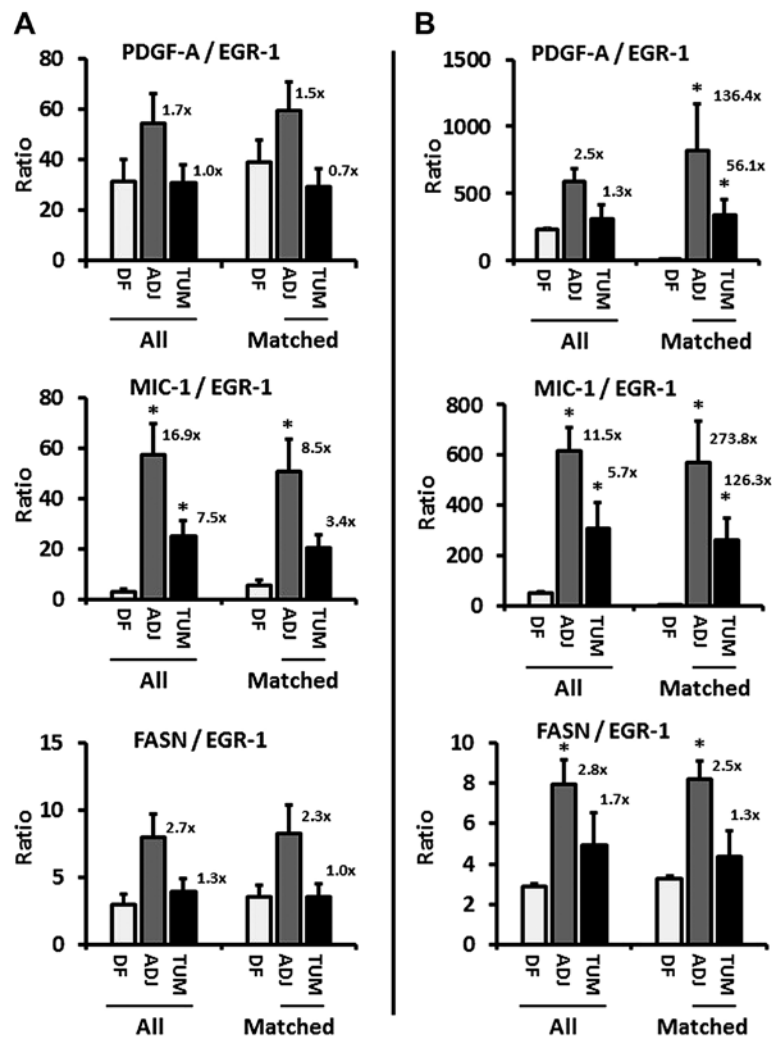 A
PDGF-A / EGR-1
Ratio
80
60
40
20
0
1.7x
1.0x
1.5x
0.7x
DF
ADJ
TUM
DF
ADJ
TUM
All
Matched
MIC-1 / EGR-1
Ratio
80
60
40
20
0
*
16.9x
*
7.5x
*
8.5x
3.4x
DF
ADJ
TUM
DF
ADJ
TUM
All
Matched
FASN / EGR-1
Ratio
15
10
5
0
2.7x
1.3x
2.3x
1.0x
DF
ADJ
TUM
DF
ADJ
TUM
All
Matched
B
PDGF-A / EGR-1
Ratio
1500
1000
500
0
2.5x
1.3x
*
136.4x
*
56.1x
DF
ADJ
TUM
DF
ADJ
TUM
All
Matched
MIC-1 / EGR-1
Ratio
800
600
400
200
0
*
11.5x
*
5.7x
*
273.8x
*
126.3x
DF
ADJ
TUM
DF
ADJ
TUM
All
Matched
FASN / EGR-1
Ratio
10
8
6
4
2
0
*
2.8x
1.7x
*
2.5x
1.3x
DF
ADJ
TUM
DF
ADJ
TUM
All
Matched